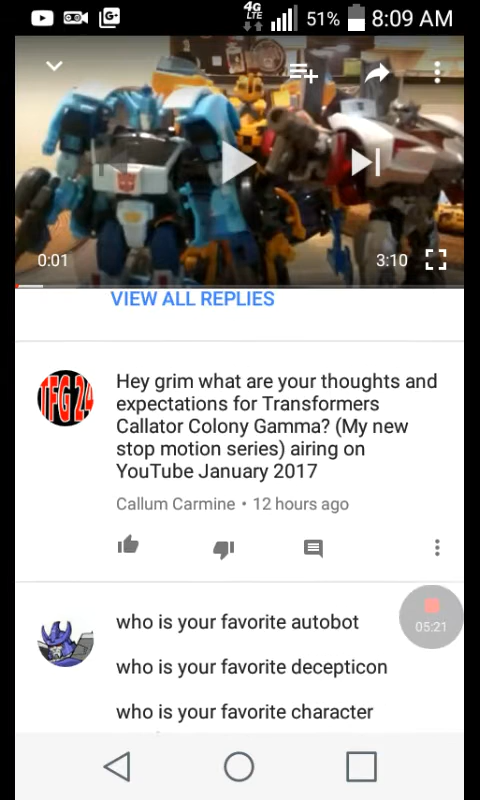 4G
LTE
51%
8:09 AM
G+
0:01
3:10
VIEW ALL REPLIES
TFG 24
Hey grim what are your thoughts and
expectations for Transformers
Callator Colony Gamma? (My new
stop motion series) airing on
YouTube January 2017
Callum Carmine • 12 hours ago
who is your favorite autobot
05:21
who is your favorite decepticon
who is your favorite character